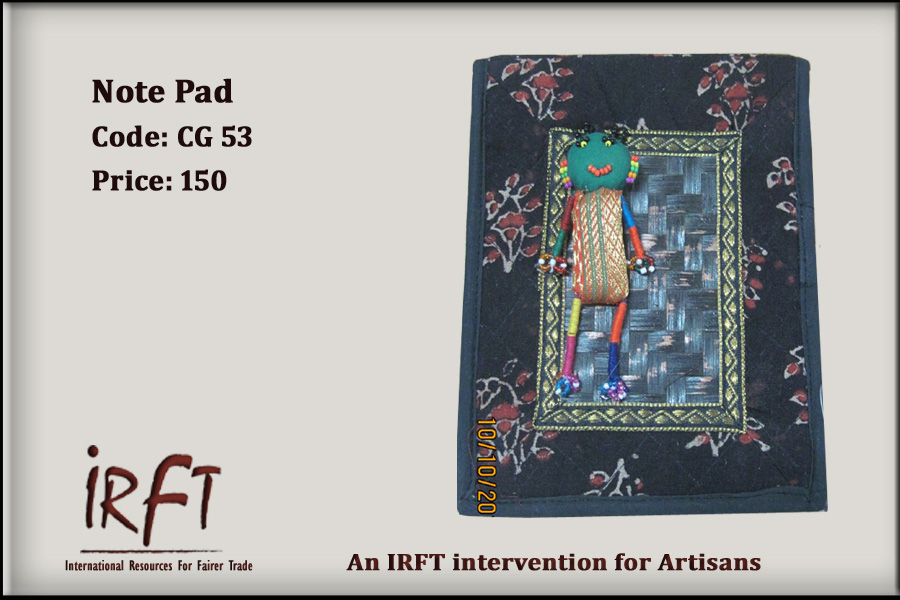 Note Pad
Code: CG 53
Price: 150
10/10/20
iRFT
International Resources For Fairer Trade
An IRFT intervention for Artisans